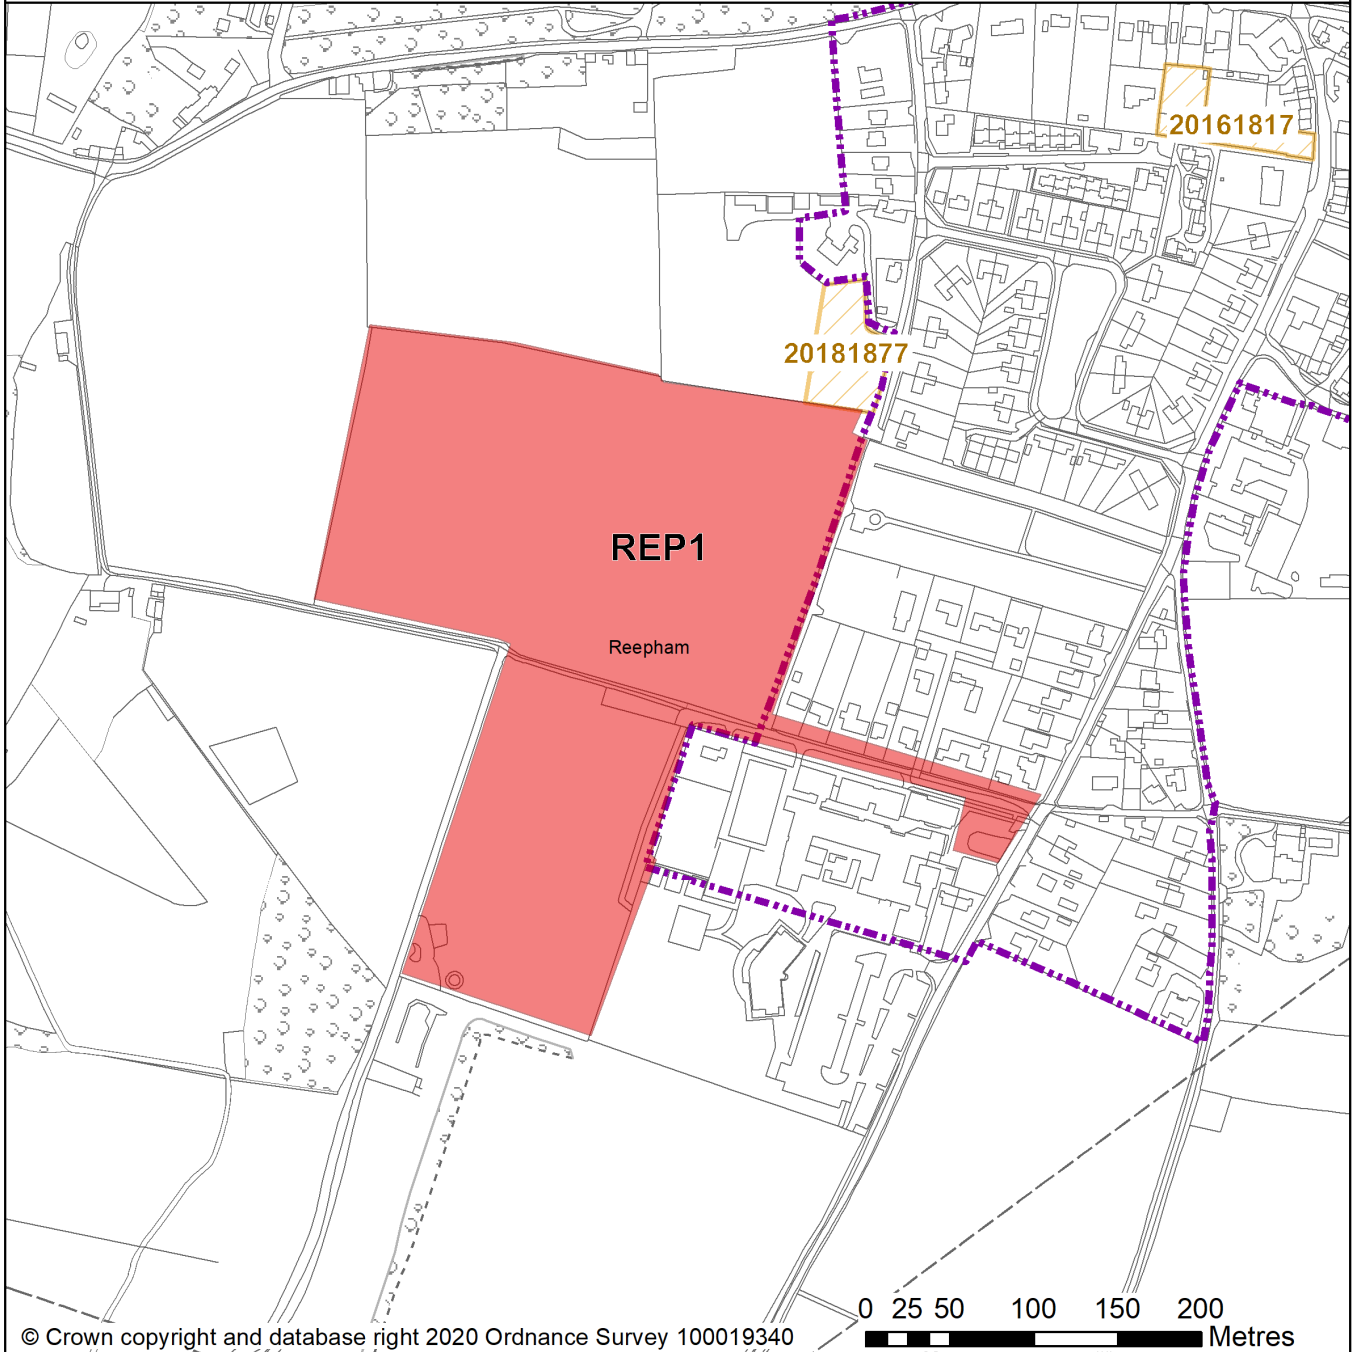 20161817
20181877
REP1
Reepham
0 25 50 100 150 200
© Crown copyright and database right 2020 Ordnance Survey 100019340
Metres